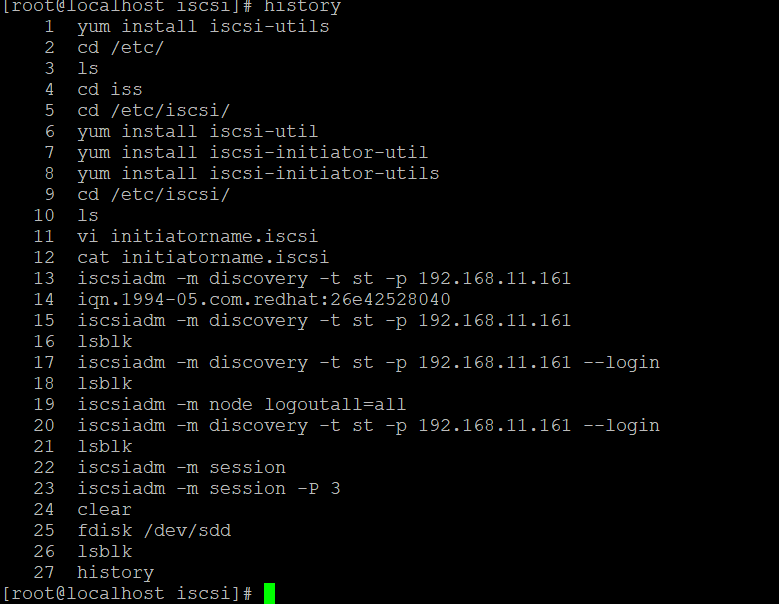 [root@localhost iscsi]# history
1 yum install iscsi-utils
2 cd /etc/
3 ls
4 cd iss
5 cd /etc/iscsi/
6 yum install iscsi-util
7 yum install iscsi-initiator-util
8 yum install iscsi-initiator-utils
9 cd /etc/iscsi/
10 ls
11 vi initiatorname.iscsi
12 cat initiatorname.iscsi
13 iscsiadm -m discovery -t st -p 192.168.11.161
14 iqn.1994-05.com.redhat:26e42528040
15 iscsiadm -m discovery -t st -p 192.168.11.161
16 lsblk
17 iscsiadm -m discovery -t st -p 192.168.11.161 --login
18 lsblk
19 iscsiadm -m node logoutall=all
20 iscsiadm -m discovery -t st -p 192.168.11.161 --login
21 lsblk
22 iscsiadm -m session
23 iscsiadm -m session -P 3
24 clear
25 fdisk /dev/sdd
26 lsblk
27 history
[root@localhost iscsi]#